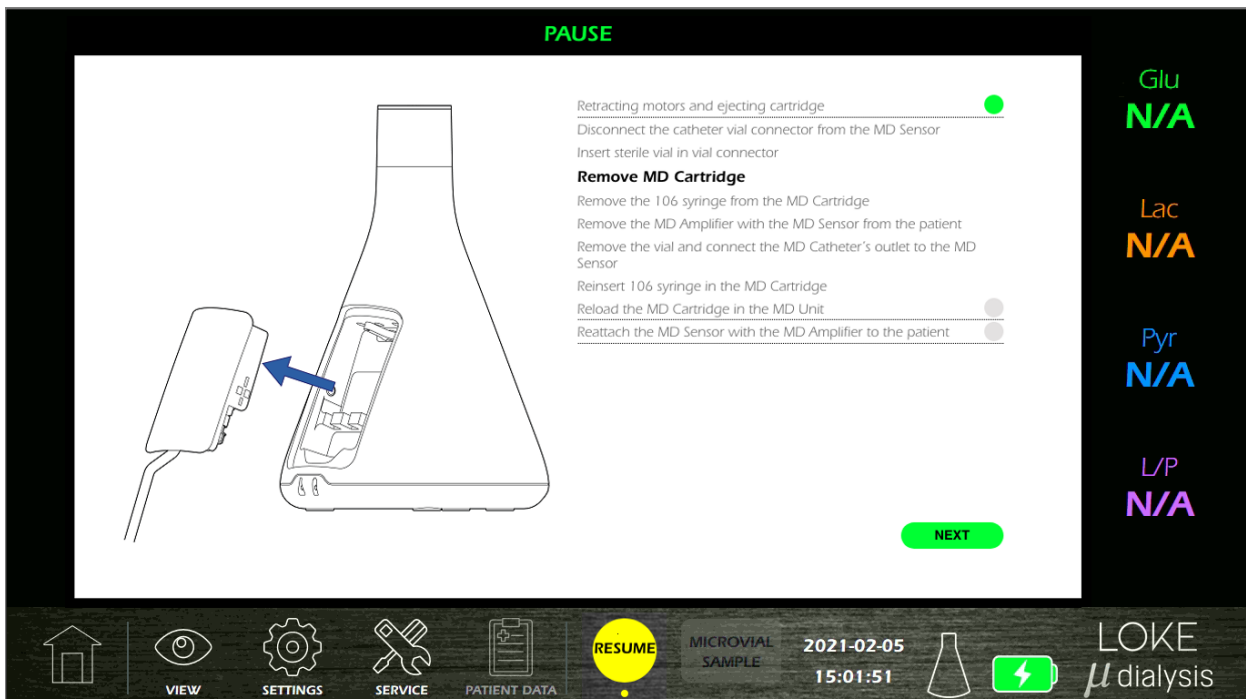 PAUSE
Retracting motors and ejecting cartridge
Disconnect the catheter vial connector from the MD Sensor
Insert sterile vial in vial connector
Remove MD Cartridge
Remove the 106 syringe from the MD Cartridge
Remove the MD Amplifier with the MD Sensor from the patient
Remove the vial and connect the MD Catheter's outlet to the MD
Sensor
Reinsert 106 syringe in the MD Cartridge
Reload the MD Cartridge in the MD Unit
Reattach the MD Sensor with the MD Amplifier to the patient
NEXT
Glu
N/A
Lac
N/A
Pyr
N/A
L/P
N/A
VIEW
SETTINGS
SERVICE
PATIENT DATA
RESUME
MICROVIAL
SAMPLE
2021-02-05
15:01:51
LOKE
μ dialysis